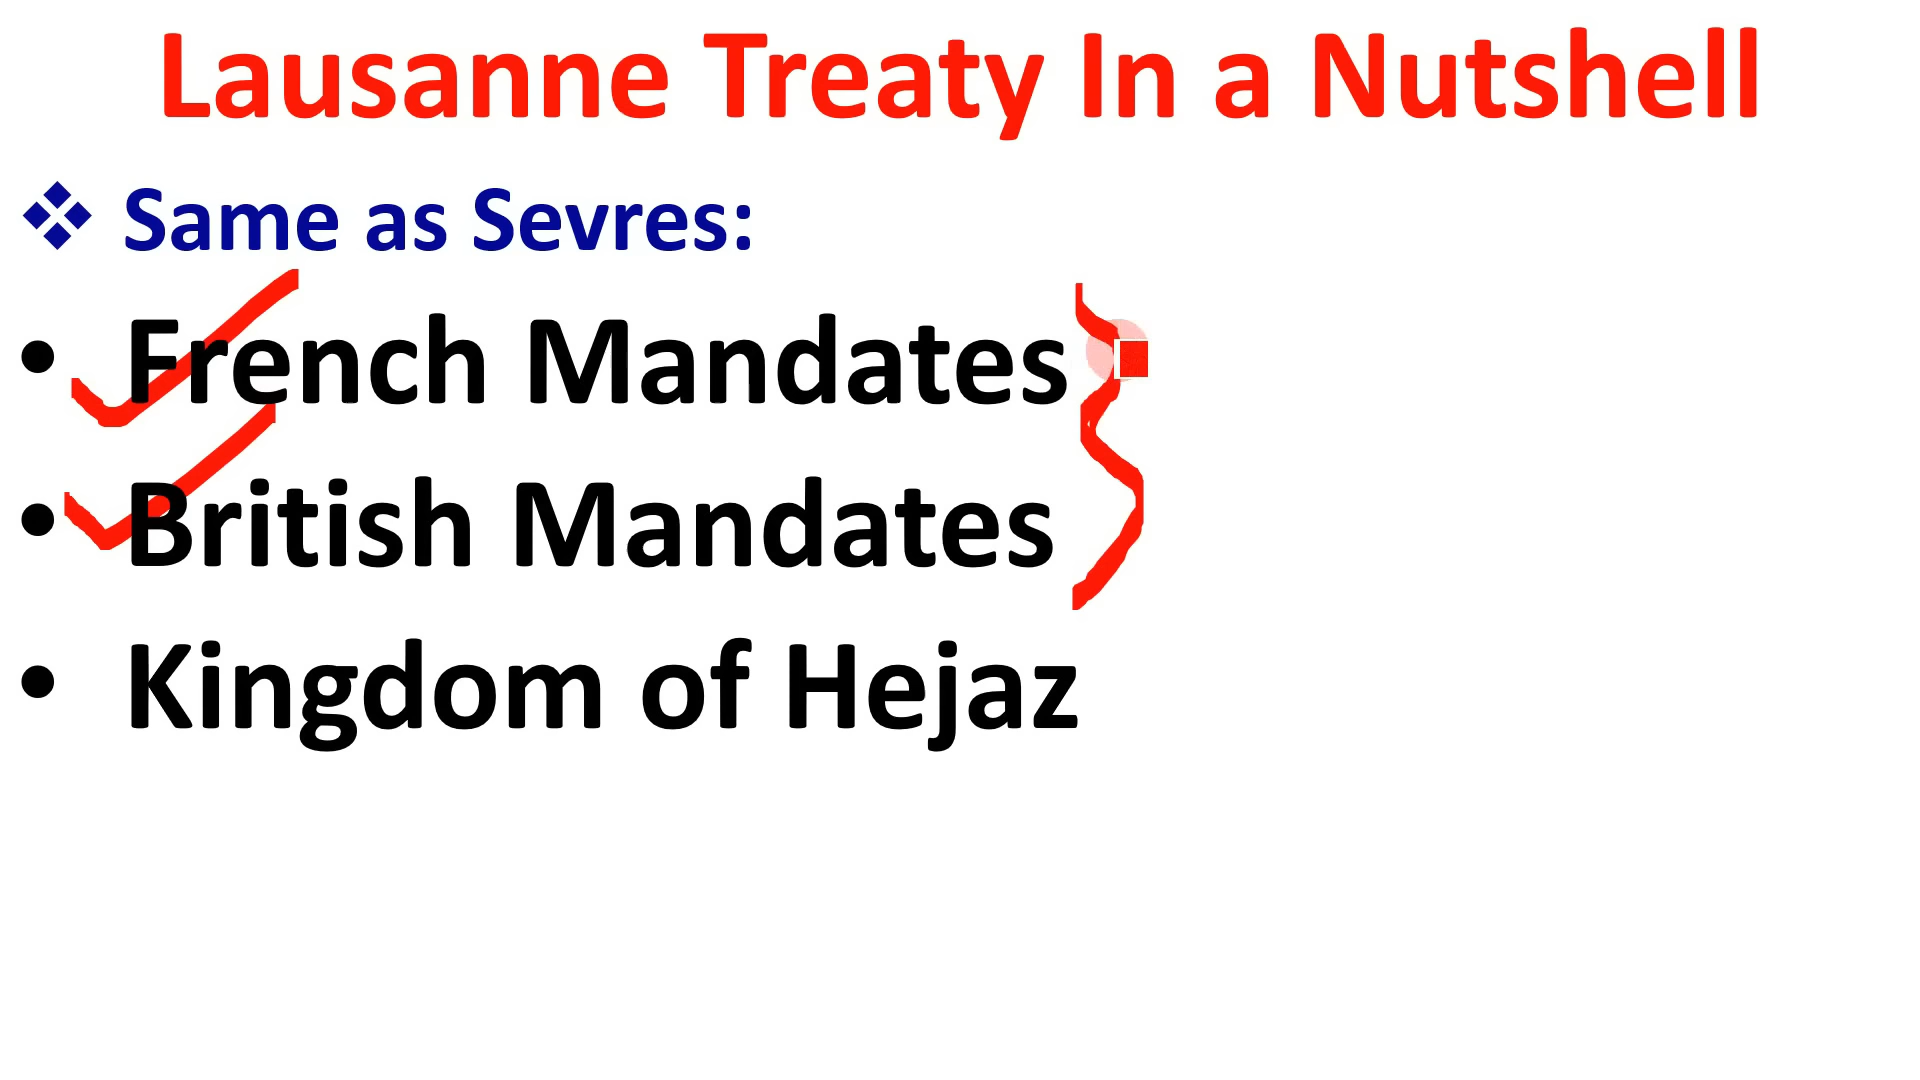 Lausanne Treaty In a Nutshell
❖ Same as Sevres:
• French Mandates
• British Mandates
• Kingdom of Hejaz